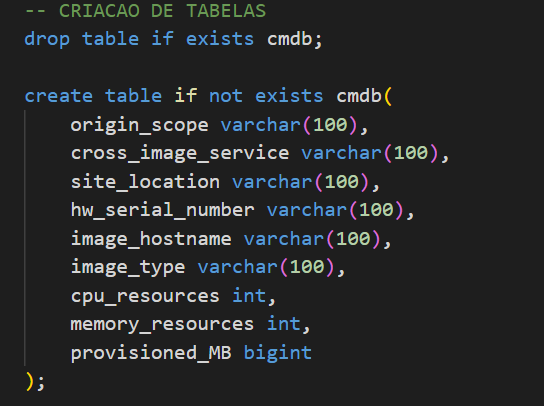 -- CRIACAO DE TABELAS
drop table if exists cmdb;
create table if not exists cmdb(
origin_scope varchar(100),
cross_image_service varchar(100),
site_location varchar(100),
hw_serial_number varchar(100),
image_hostname varchar(100),
image_type varchar(100),
cpu_resources int,
memory_resources int,
provisioned_MB bigint
);